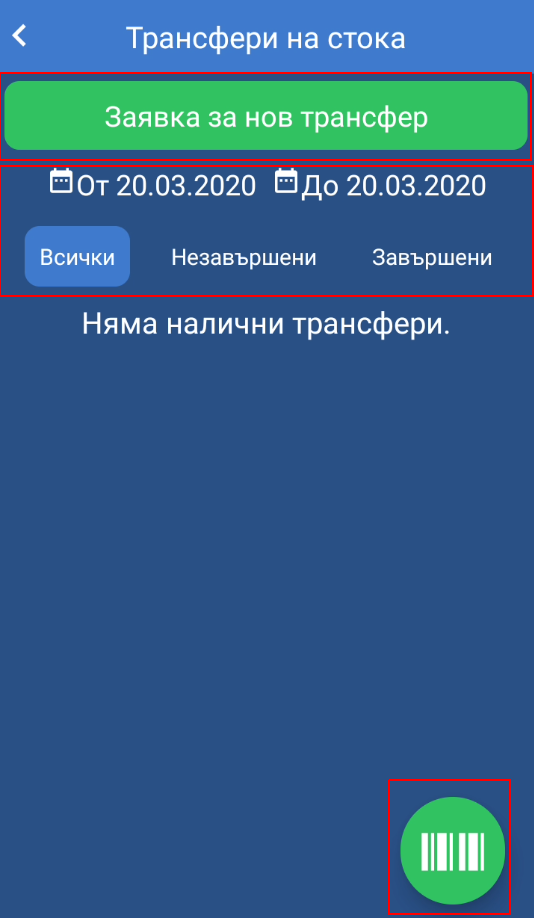 Трансфери на стока
Заявка за нов трансфер
От 20.03.2020 До 20.03.2020
Всички Незавършени Завършени
Няма налични трансфери.